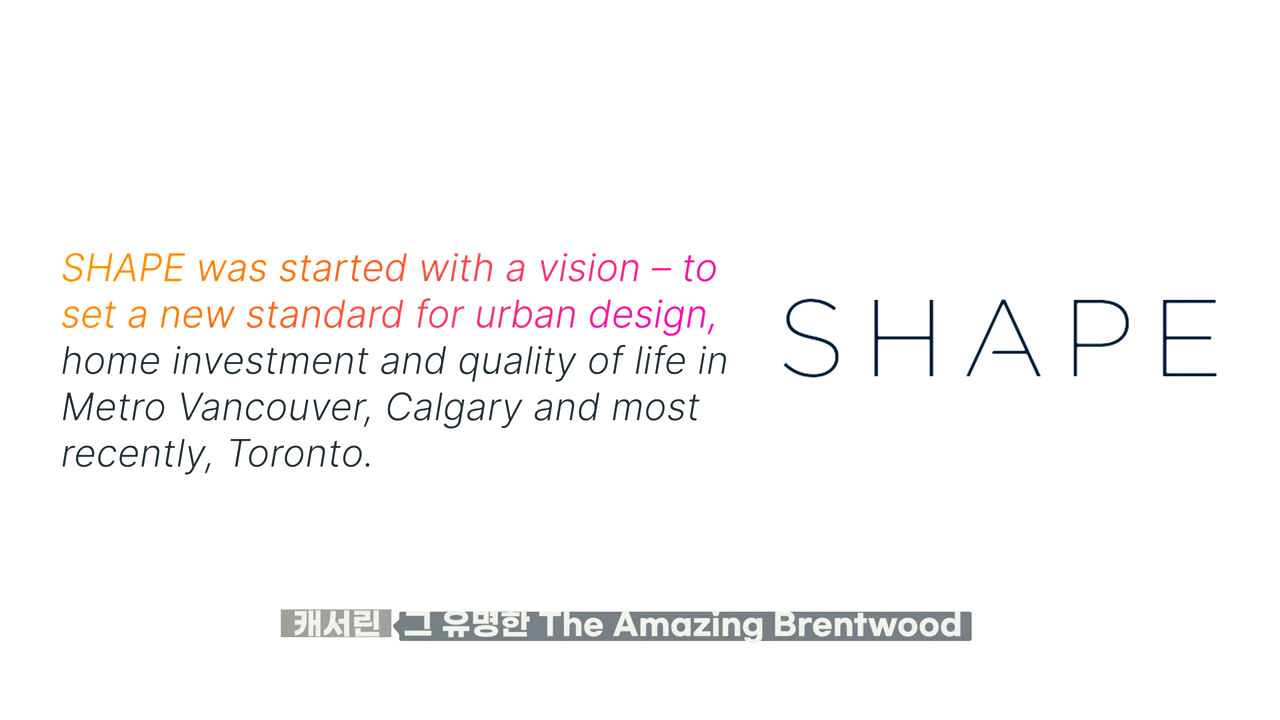 SHAPE was started with a vision – to
set a new standard for urban design,
home investment and quality of life in
Metro Vancouver, Calgary and most
recently, Toronto.
SHAPE
캐서린 그 유명한 The Amazing Brentwood